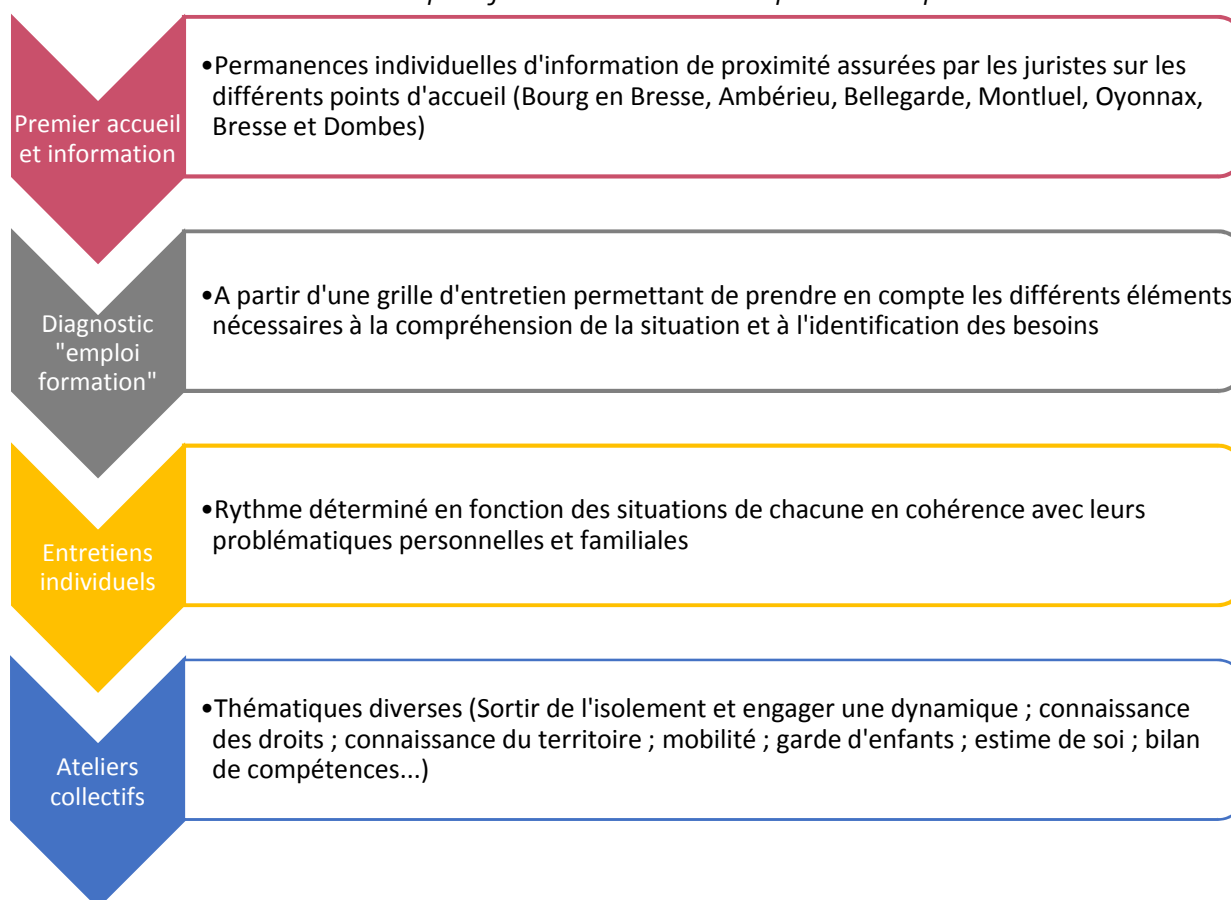 Premier accueil
et information
•Permanences individuelles d'information de proximité assurées par les juristes sur les
différents points d'accueil (Bourg en Bresse, Ambérieu, Bellegarde, Montluel, Oyonnax,
Bresse et Dombes)
Diagnostic
"emploi
formation"
•A partir d'une grille d'entretien permettant de prendre en compte les différents éléments
nécessaires à la compréhension de la situation et à l'identification des besoins
Entretiens
individuels
•Rythme déterminé en fonction des situations de chacune en cohérence avec leurs
problématiques personnelles et familiales
Ateliers
collectifs
•Thématiques diverses (Sortir de l'isolement et engager une dynamique ; connaissance
des droits ; connaissance du territoire ; mobilité ; garde d'enfants ; estime de soi ; bilan
de compétences...)